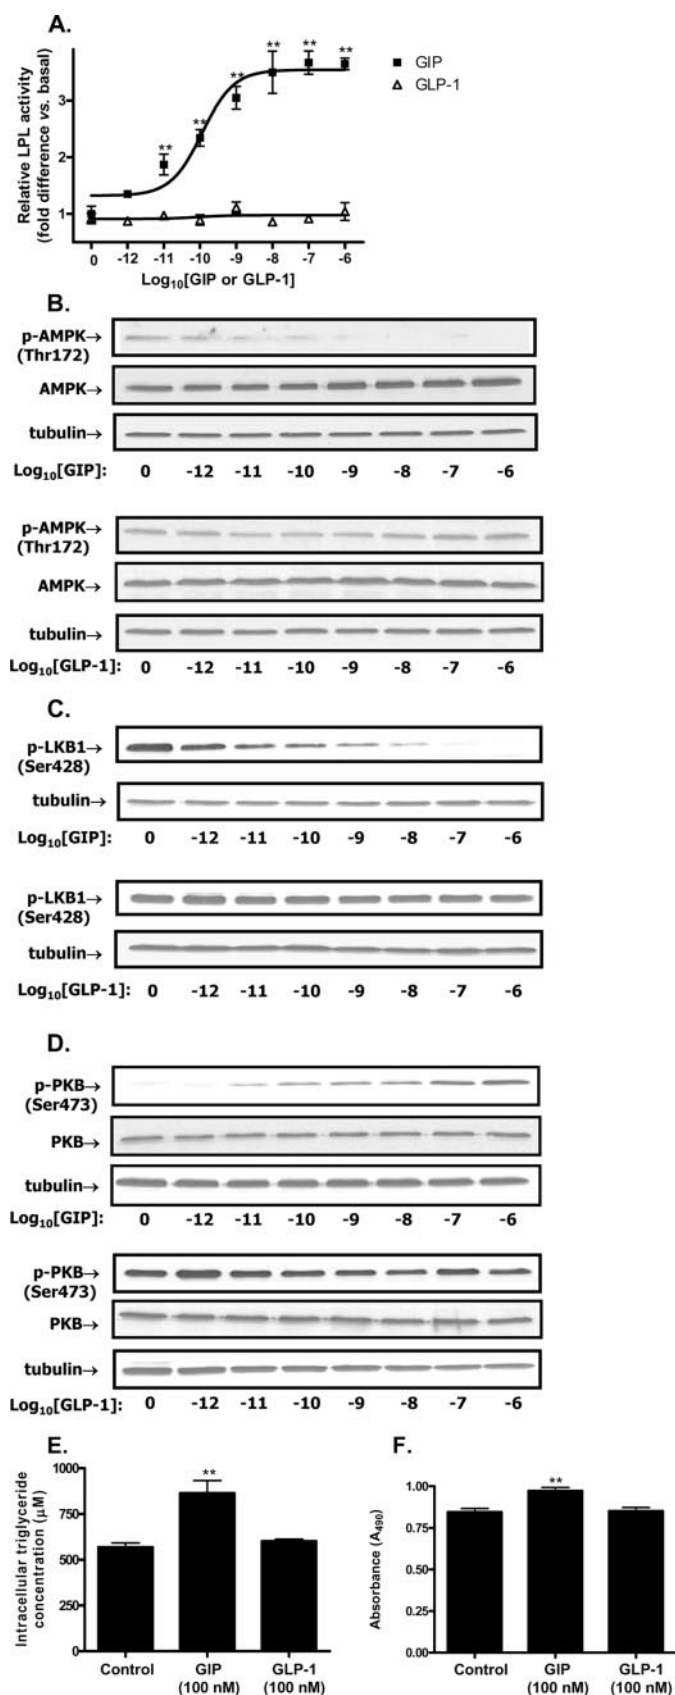 A.
** ** ** ** ** **
■ GIP
△ GLP-1
Relative LPL activity
(fold difference vs. basal)
3
2
1
0 -12 -11 -10 -9 -8 -7 -6
Log₁₀[GIP or GLP-1]
B.
p-AMPK→
(Thr172)
AMPK→
tubulin→
Log₁₀[GIP]: 0 -12 -11 -10 -9 -8 -7 -6
p-AMPK→
(Thr172)
AMPK→
tubulin→
Log₁₀[GLP-1]: 0 -12 -11 -10 -9 -8 -7 -6
C.
p-LKB1→
(Ser428)
tubulin→
Log₁₀[GIP]: 0 -12 -11 -10 -9 -8 -7 -6
p-LKB1→
(Ser428)
tubulin→
Log₁₀[GLP-1]: 0 -12 -11 -10 -9 -8 -7 -6
D.
p-PKB→
(Ser473)
PKB→
tubulin→
Log₁₀[GIP]: 0 -12 -11 -10 -9 -8 -7 -6
p-PKB→
(Ser473)
PKB→
tubulin→
Log₁₀[GLP-1]: 0 -12 -11 -10 -9 -8 -7 -6
E.
Intracellular triglyceride
concentration (μM)
1000
750
500
250
0
**
Control GIP GLP-1
(100 nM) (100 nM)
F.
Absorbance (A₄₉₀)
1.00
0.75
0.50
0.25
0.00
**
Control GIP GLP-1
(100 nM) (100 nM)